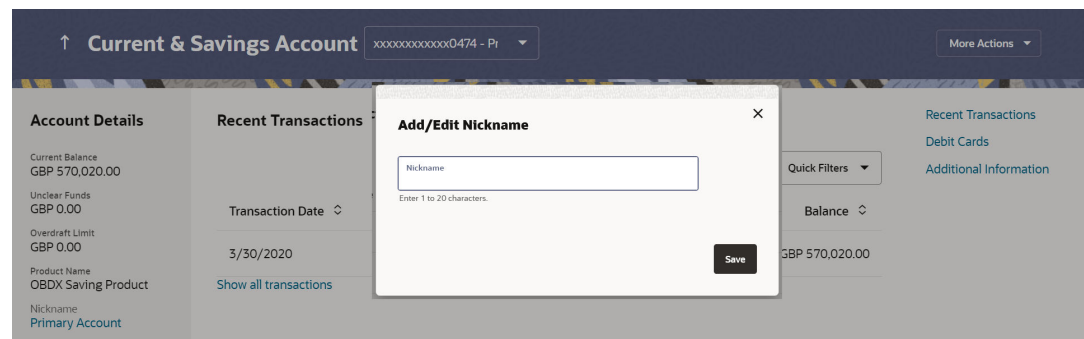 ↑ Current & Savings Account xxxxxxxxxxxx0474 - Pr
More Actions
Account Details
Current Balance
GBP 570,020.00
Unclear Funds
GBP 0.00
Overdraft Limit
GBP 0.00
Product Name
OBDX Saving Product
Nickname
Primary Account
Recent Transactions
Quick Filters
Transaction Date
Balance
3/30/2020
GBP 570,020.00
Show all transactions
Add/Edit Nickname
Nickname
Enter 1 to 20 characters.
Save
Recent Transactions
Debit Cards
Additional Information